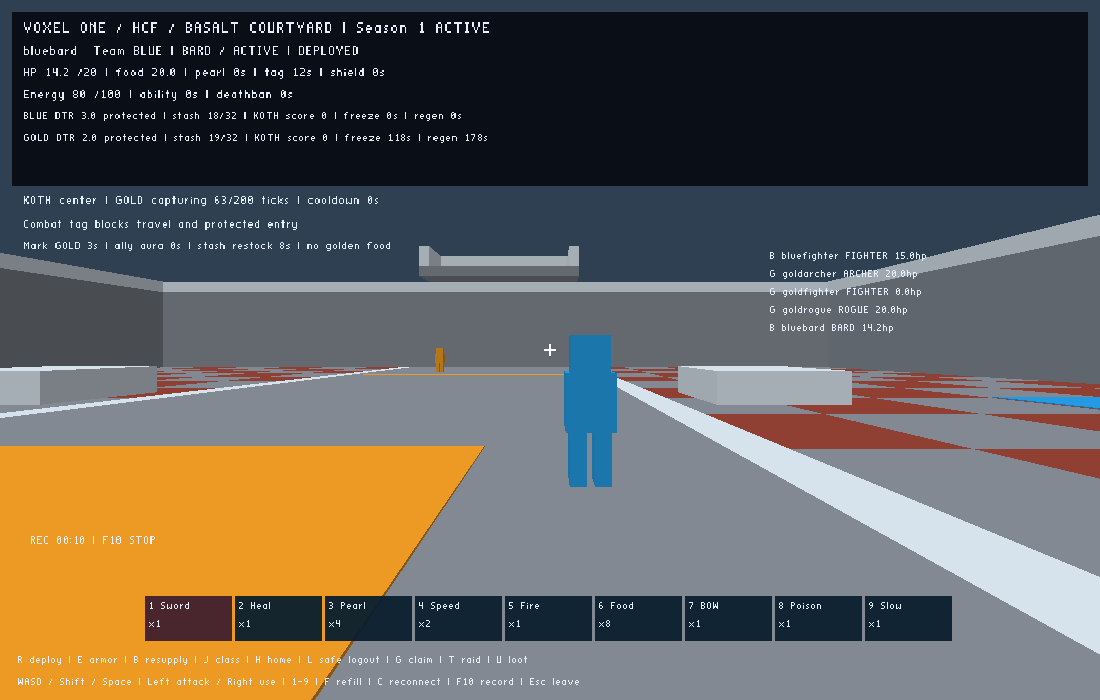 VOXEL ONE / HCF / BASALT COURTYARD | Season 1 ACTIVE
bluebard Team BLUE | BARD / ACTIVE | DEPLOYED
HP 14.2 /20 | food 20.0 | pearl 0s | tag 12s | shield 0s
Energy 80 /100 | ability 0s | deathban 0s
BLUE DTR 3.0 protected | stash 18/32 | KOTH score 0 | freeze 0s | regen 0s
GOLD DTR 2.0 protected | stash 19/32 | KOTH score 0 | freeze 118s | regen 178s
KOTH center | GOLD capturing 63/200 ticks | cooldown 0s
Combat tag blocks travel and protected entry
Mark GOLD 3s | ally aura 0s | stash restock 8s | no golden food
B bluefighter FIGHTER 15.0hp
G goldarcher ARCHER 20.0hp
G goldfighter FIGHTER 0.0hp
G goldrogue ROGUE 20.0hp
B bluebard BARD 14.2hp
REC 00:10 | F10 STOP
1 Sword 2 Heal 3 Pearl 4 Speed 5 Fire 6 Food 7 BOW 8 Poison 9 Slow
x1 x1 x4 x2 x1 x8 x1 x1 x1
R deploy | E armor | B resupply | J class | H home | L safe logout | G claim | T raid | U loot
WASD / Shift / Space | Left attack / Right use | 1-9 | F refill | C reconnect | F10 record | Esc leave